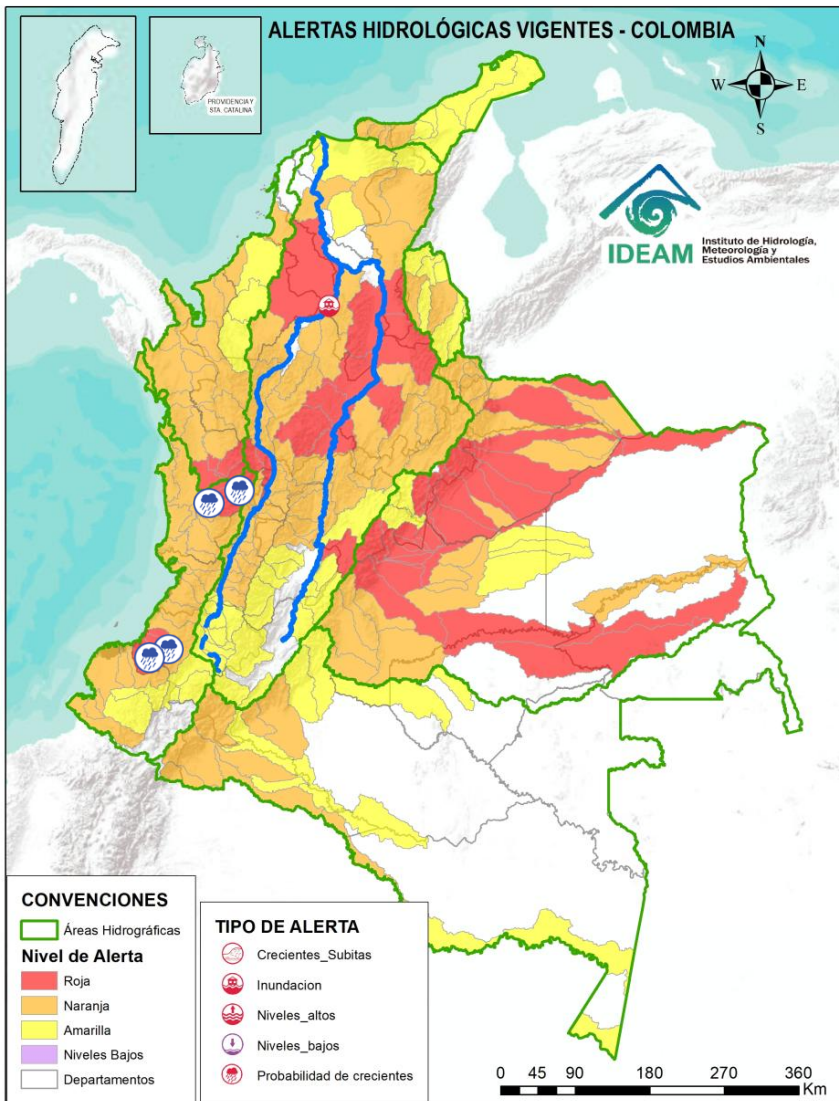 ALERTAS HIDROLÓGICAS VIGENTES - COLOMBIA
PROVIDENCIA Y
STA. CATALINA
N
W
E
S
IDEAM
Instituto de Hidrología,
Meteorología y
Estudios Ambientales
CONVENCIONES
Áreas Hidrográficas
Nivel de Alerta
Roja
Naranja
Amarilla
Niveles Bajos
Departamentos
TIPO DE ALERTA
Crecientes_Subitas
Inundacion
Niveles_altos
Niveles_bajos
Probabilidad de crecientes
0 45 90 180 270 360
Km